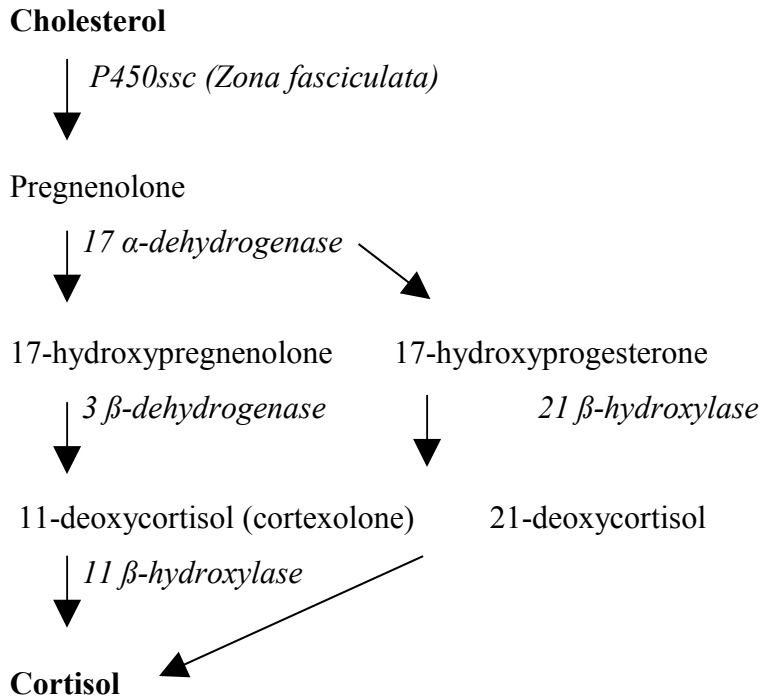 Cholesterol
P450ssc (Zona fasciculata)
Pregnenolone
17 α-dehydrogenase
17-hydroxypregnenolone 17-hydroxyprogesterone
3 ß-dehydrogenase 21 ß-hydroxylase
11-deoxycortisol (cortexolone) 21-deoxycortisol
11 ß-hydroxylase
Cortisol